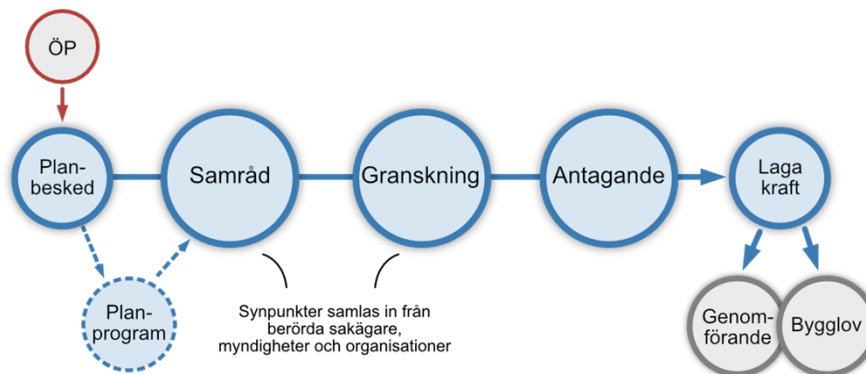 ÖP
Plan-
besked
Samråd
Granskning
Antagande
Laga
kraft
Plan-
program
Synpunkter samlas in från
berörda sakägare,
myndigheter och organisationer
Genom-
förande
Bygglov